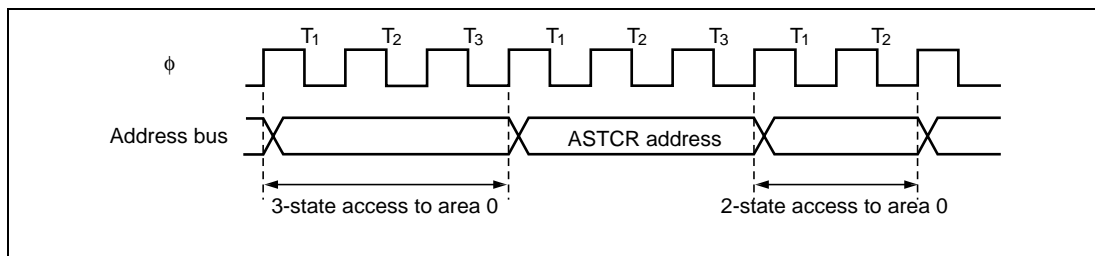 T₁ T₂ T₃ T₁ T₂ T₃ T₁ T₂
ϕ
Address bus ASTCR address
3-state access to area 0 2-state access to area 0